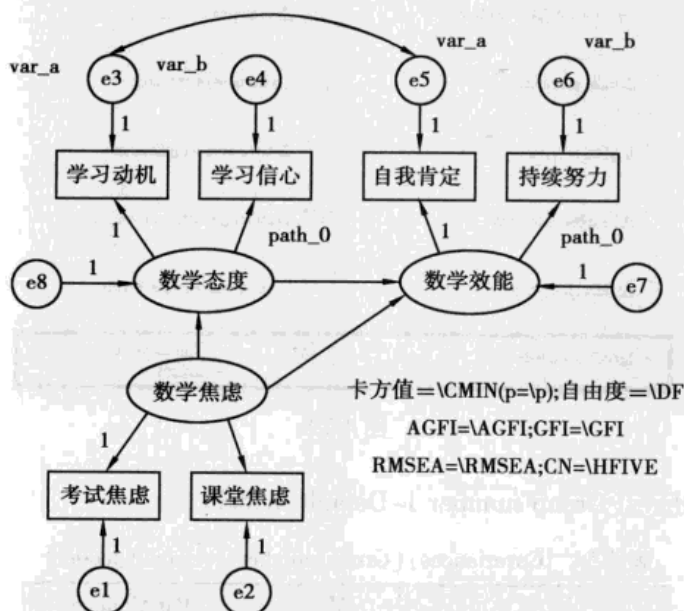 var_a e3 var_b e4 var_a e5 var_b e6
1 1 1 1
学习动机 学习信心 自我肯定 持续努力
1 path_0 1 path_0
e8 1 数学态度 数学效能 1 e7
数学焦虑
卡方值=\CMIN(p=\p);自由度=\DF
AGFI=\AGFI;GFI=\GFI
RMSEA=\RMSEA;CN=\HFIVE
1
考试焦虑 课堂焦虑
1 1
e1 e2